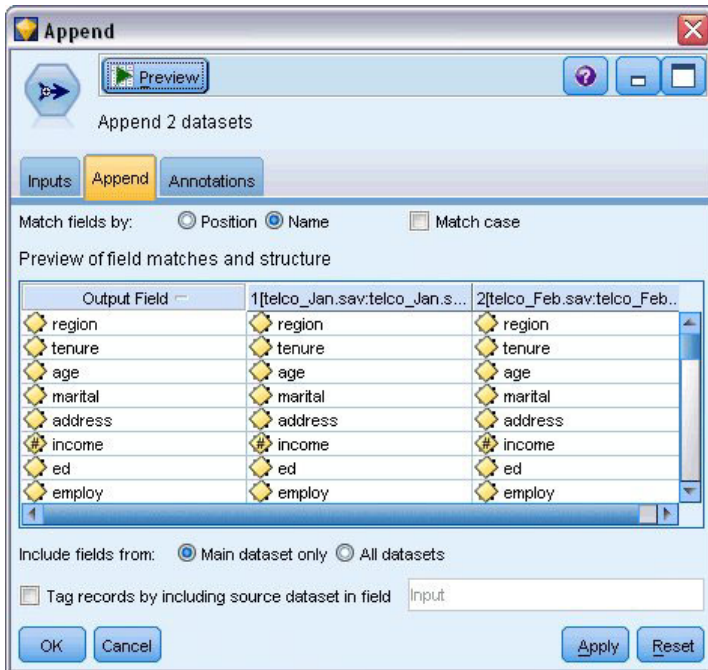 Append
Preview
Append 2 datasets
Inputs Append Annotations
Match fields by: Position Name Match case
Preview of field matches and structure
Output Field 1[telco_Jan.sav:telco_Jan.s... 2[telco_Feb.sav:telco_Feb...
region region region
tenure tenure tenure
age age age
marital marital marital
address address address
# income # income # income
ed ed ed
employ employ employ
Include fields from: Main dataset only All datasets
Tag records by including source dataset in field Input
OK Cancel Apply Reset